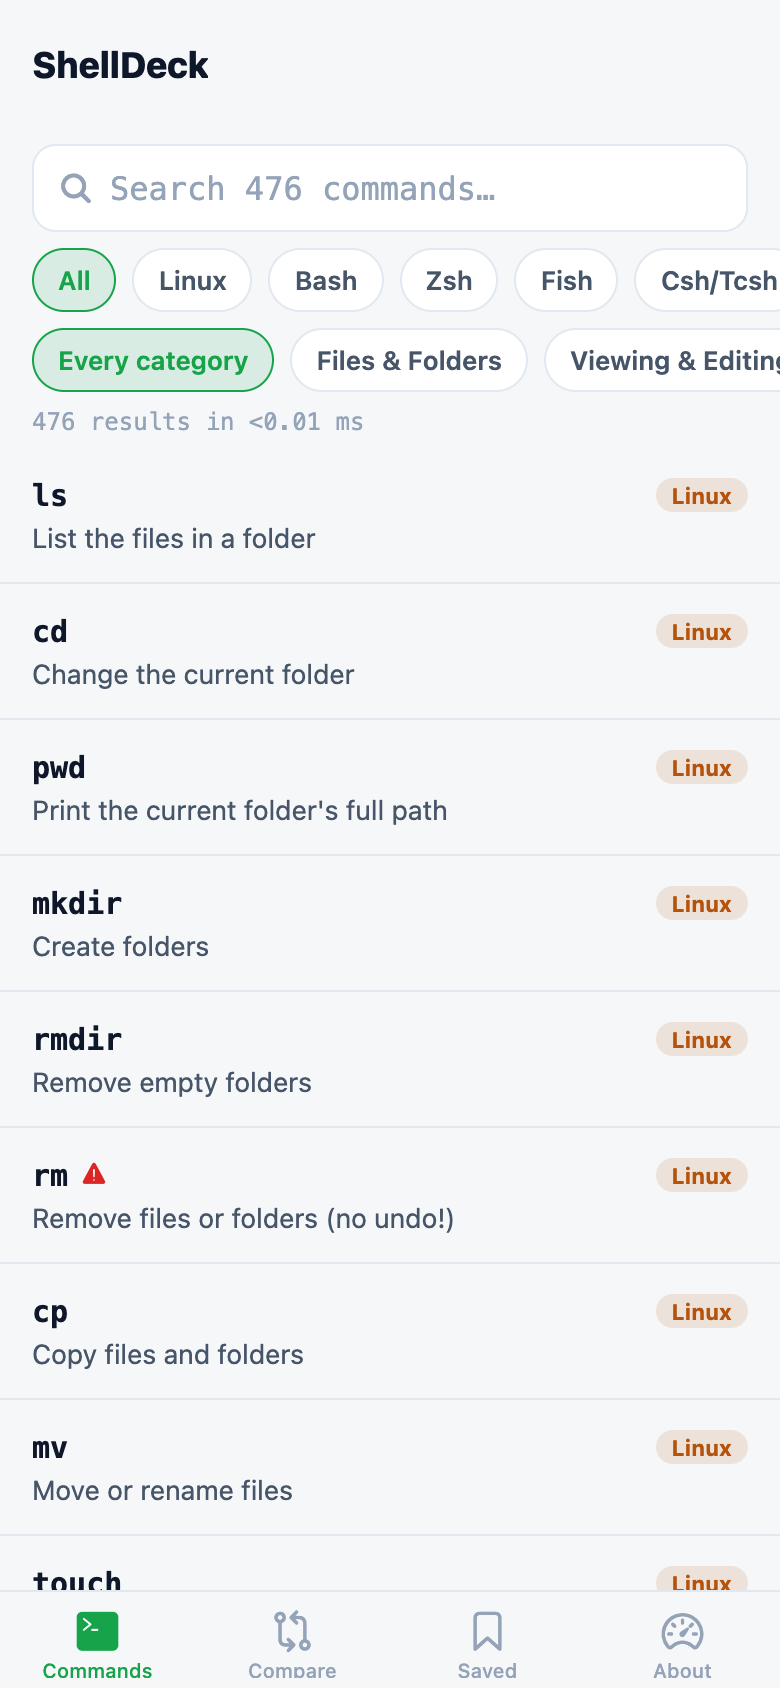 ShellDeck
Search 476 commands…
All Linux Bash Zsh Fish Csh/Tcsh
Every category Files & Folders Viewing & Editing
476 results in <0.01 ms
ls Linux
List the files in a folder
cd Linux
Change the current folder
pwd Linux
Print the current folder's full path
mkdir Linux
Create folders
rmdir Linux
Remove empty folders
rm Linux
Remove files or folders (no undo!)
cp Linux
Copy files and folders
mv Linux
Move or rename files
touch Linux
Commands Compare Saved About